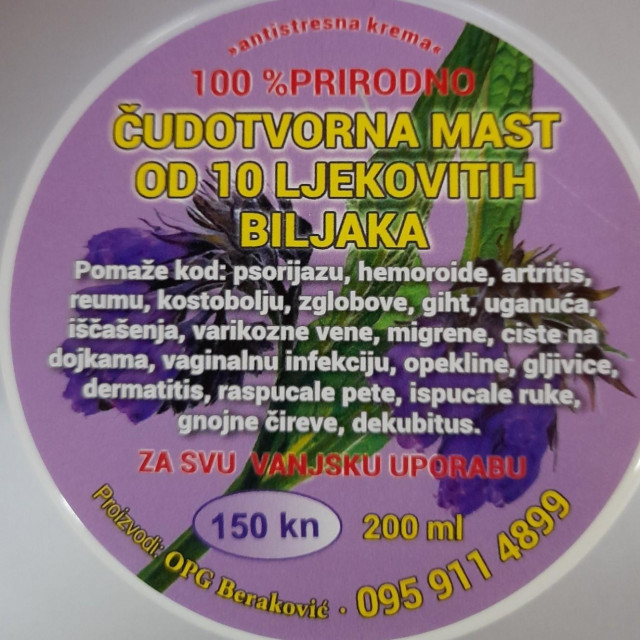 »antistresna krema«
100 %PRIRODNO
ČUDOTVORNA MAST
OD 10 LJEKOVITIH
BILJAKA
Pomaže kod: psorijazu, hemoroide, artritis,
reumu, kostobolju, zglobove, giht, uganuća,
iščašenja, varikozne vene, migrene, ciste na
dojkama, vaginalnu infekciju, opekline, gljivice,
dermatitis, raspucale pete, ispucale ruke,
gnojne čireve, dekubitus.
ZA SVU VANJSKU UPORABU
150 kn 200 ml
Proizvodi: OPG Beraković · 095 911 4899